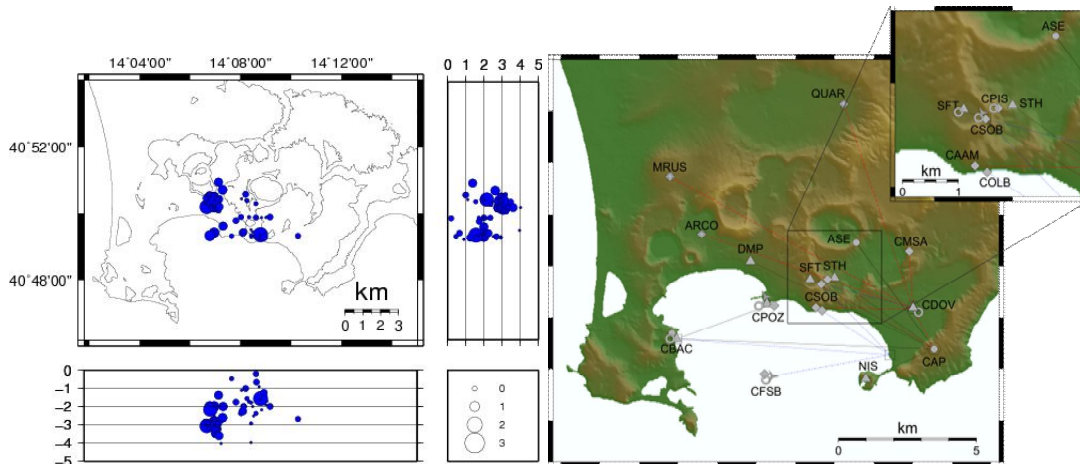 14°04'00" 14°08'00" 14°12'00"
40°52'00"
40°48'00"
km
0 1 2 3
0 1 2 3 4 5
0
−1
−2
−3
−4
−5
0
1
2
3
QUAR
MRUS
ARCO
DMP
ASE
CMSA
SFT STH
CSOB
CPOZ
CDOV
CBAC
CAP
NIS
CFSB
km
0 5
ASE
SFT CPIS STH
CSOB
CAAM
COLB
km
0 1